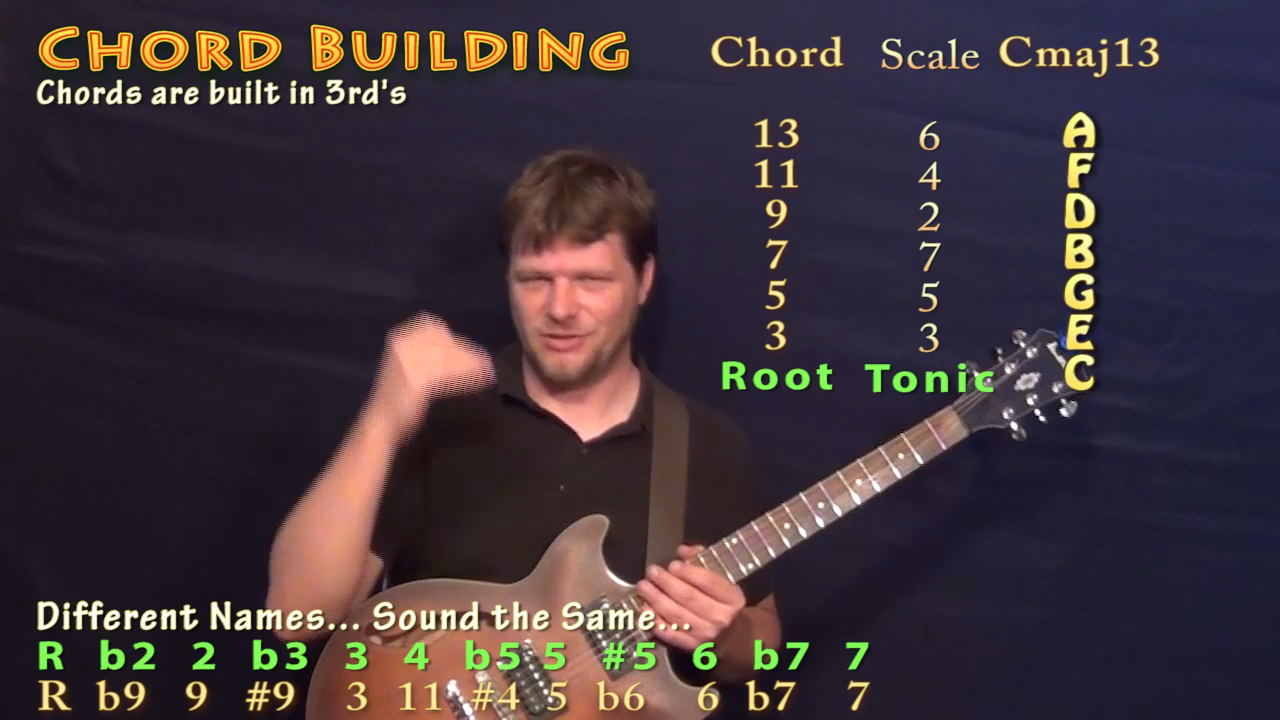 CHORD BUILDING
Chords are built in 3rd's
Chord Scale Cmaj13
13 6 A
11 4 F
9 2 D
7 7 B
5 5 G
3 3 E
Root Tonic C
Different Names... Sound the Same...
R b2 2 b3 3 4 b5 5 #5 6 b7 7
R b9 9 #9 3 11 #4 5 b6 6 b7 7